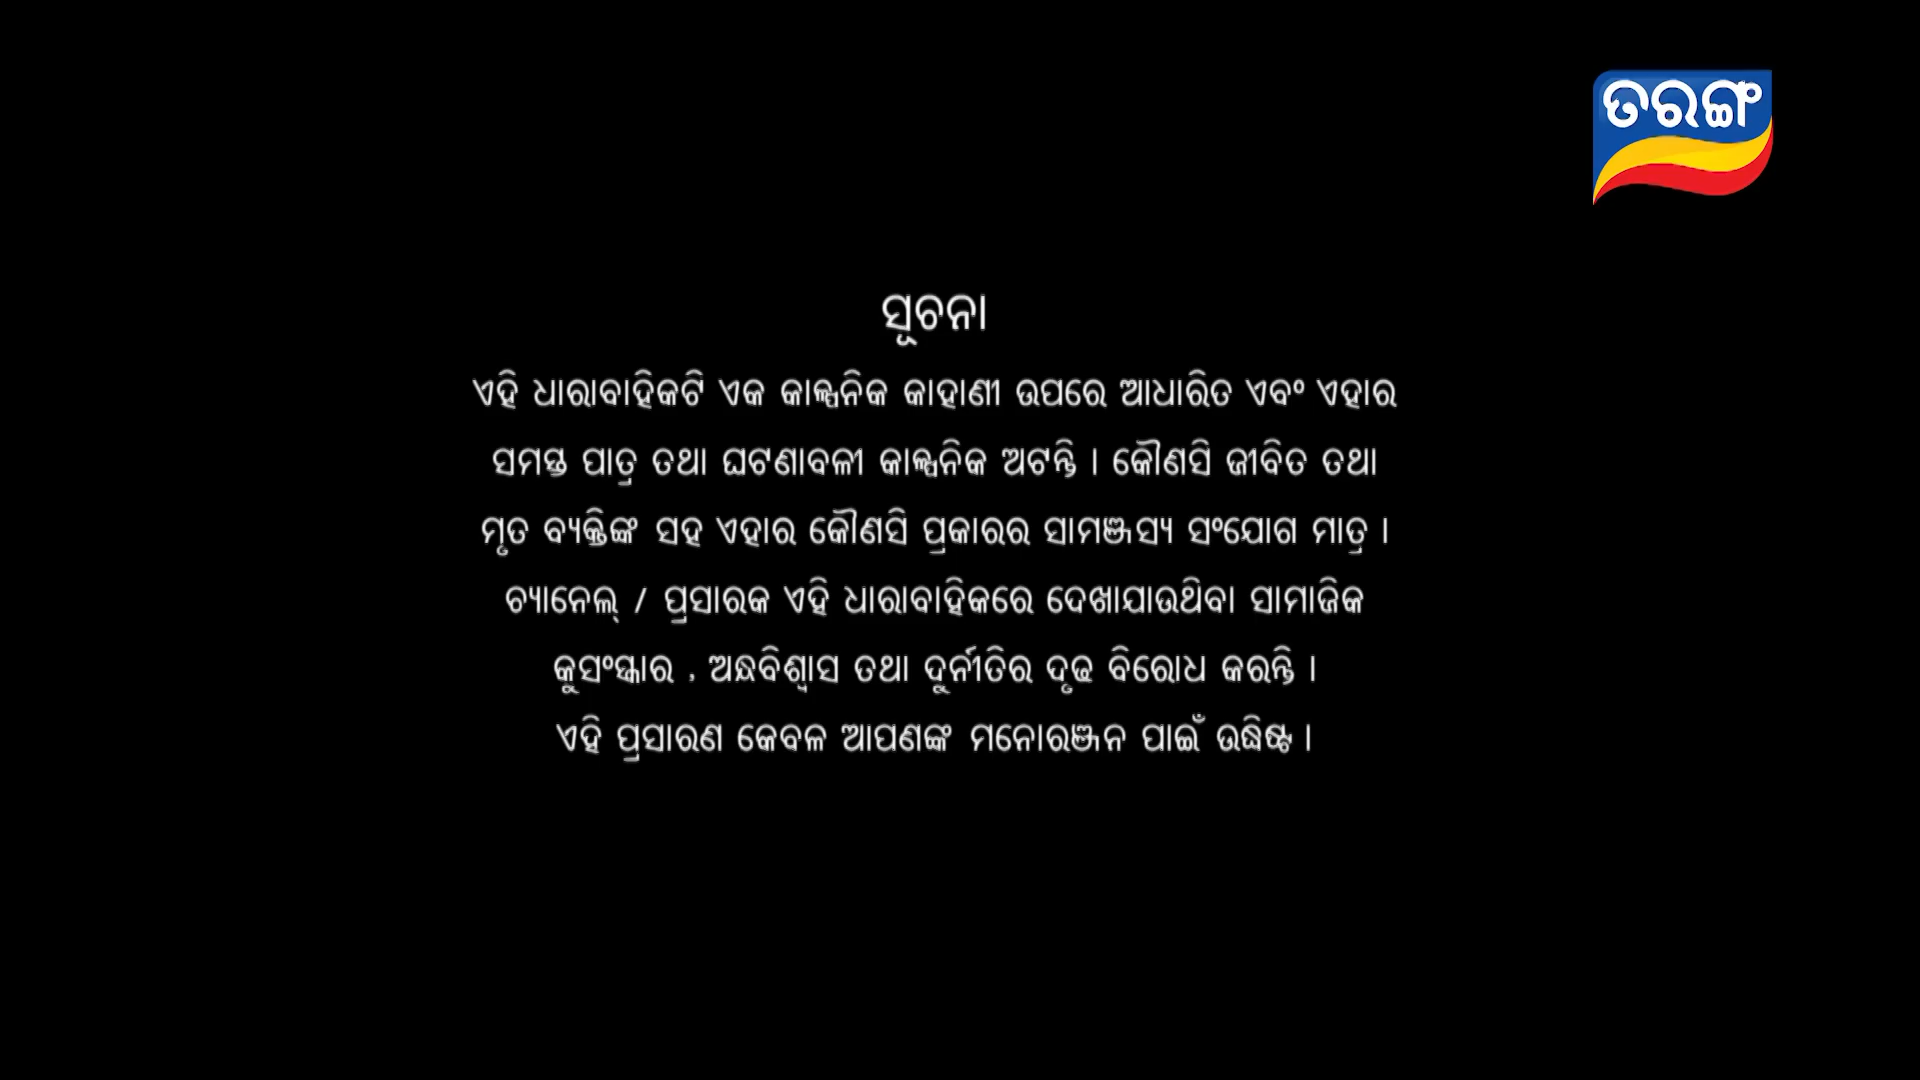 ତରଙ୍ଗ
ସୂଚନା
ଏହି ଧାରାବାହିକଟି ଏକ କାଳ୍ପନିକ କାହାଣୀ ଉପରେ ଆଧାରିତ ଏବଂ ଏହାର
ସମସ୍ତ ପାତ୍ର ତଥା ଘଟଣାବଳୀ କାଳ୍ପନିକ ଅଟନ୍ତି । କୌଣସି ଜୀବିତ ତଥା
ମୃତ ବ୍ୟକ୍ତିଙ୍କ ସହ ଏହାର କୌଣସି ପ୍ରକାରର ସାମଞ୍ଜସ୍ୟ ସଂଯୋଗ ମାତ୍ର ।
ଚ୍ୟାନେଲ୍ / ପ୍ରସାରକ ଏହି ଧାରାବାହିକରେ ଦେଖାଯାଉଥିବା ସାମାଜିକ
କୁସଂସ୍କାର , ଅନ୍ଧବିଶ୍ୱାସ ତଥା ଦୁର୍ନୀତିର ଦୃଢ ବିରୋଧ କରନ୍ତି ।
ଏହି ପ୍ରସାରଣ କେବଳ ଆପଣଙ୍କ ମନୋରଞ୍ଜନ ପାଇଁ ଉଦ୍ଧିଷ୍ଟ ।